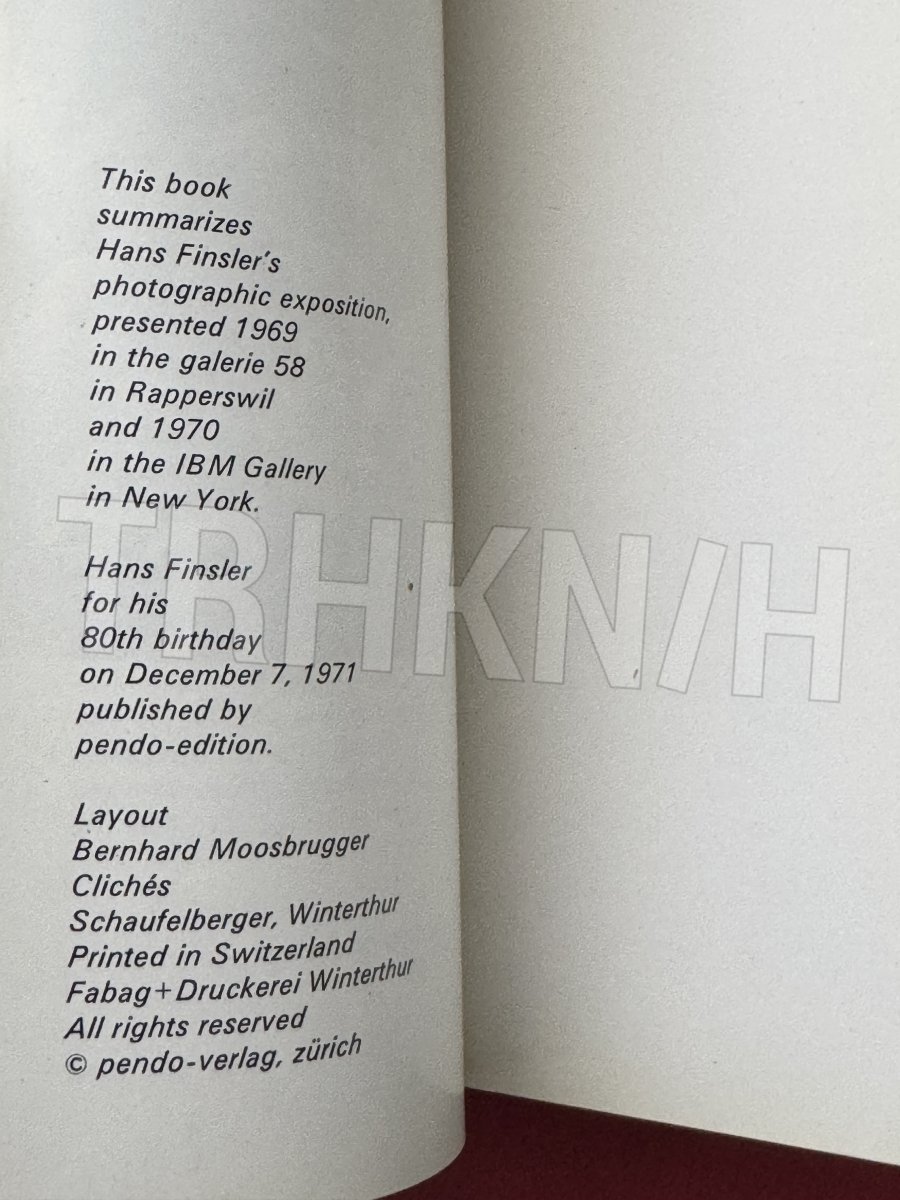 This book
summarizes
Hans Finsler's
photographic exposition,
presented 1969
in the galerie 58
in Rapperswil
and 1970
in the IBM Gallery
in New York.
Hans Finsler
for his
80th birthday
on December 7, 1971
published by
pendo-edition.
Layout
Bernhard Moosbrugger
Clichés
Schaufelberger, Winterthur
Printed in Switzerland
Fabag+Druckerei Winterthur
All rights reserved
© pendo-verlag, zürich
TRHKN/H